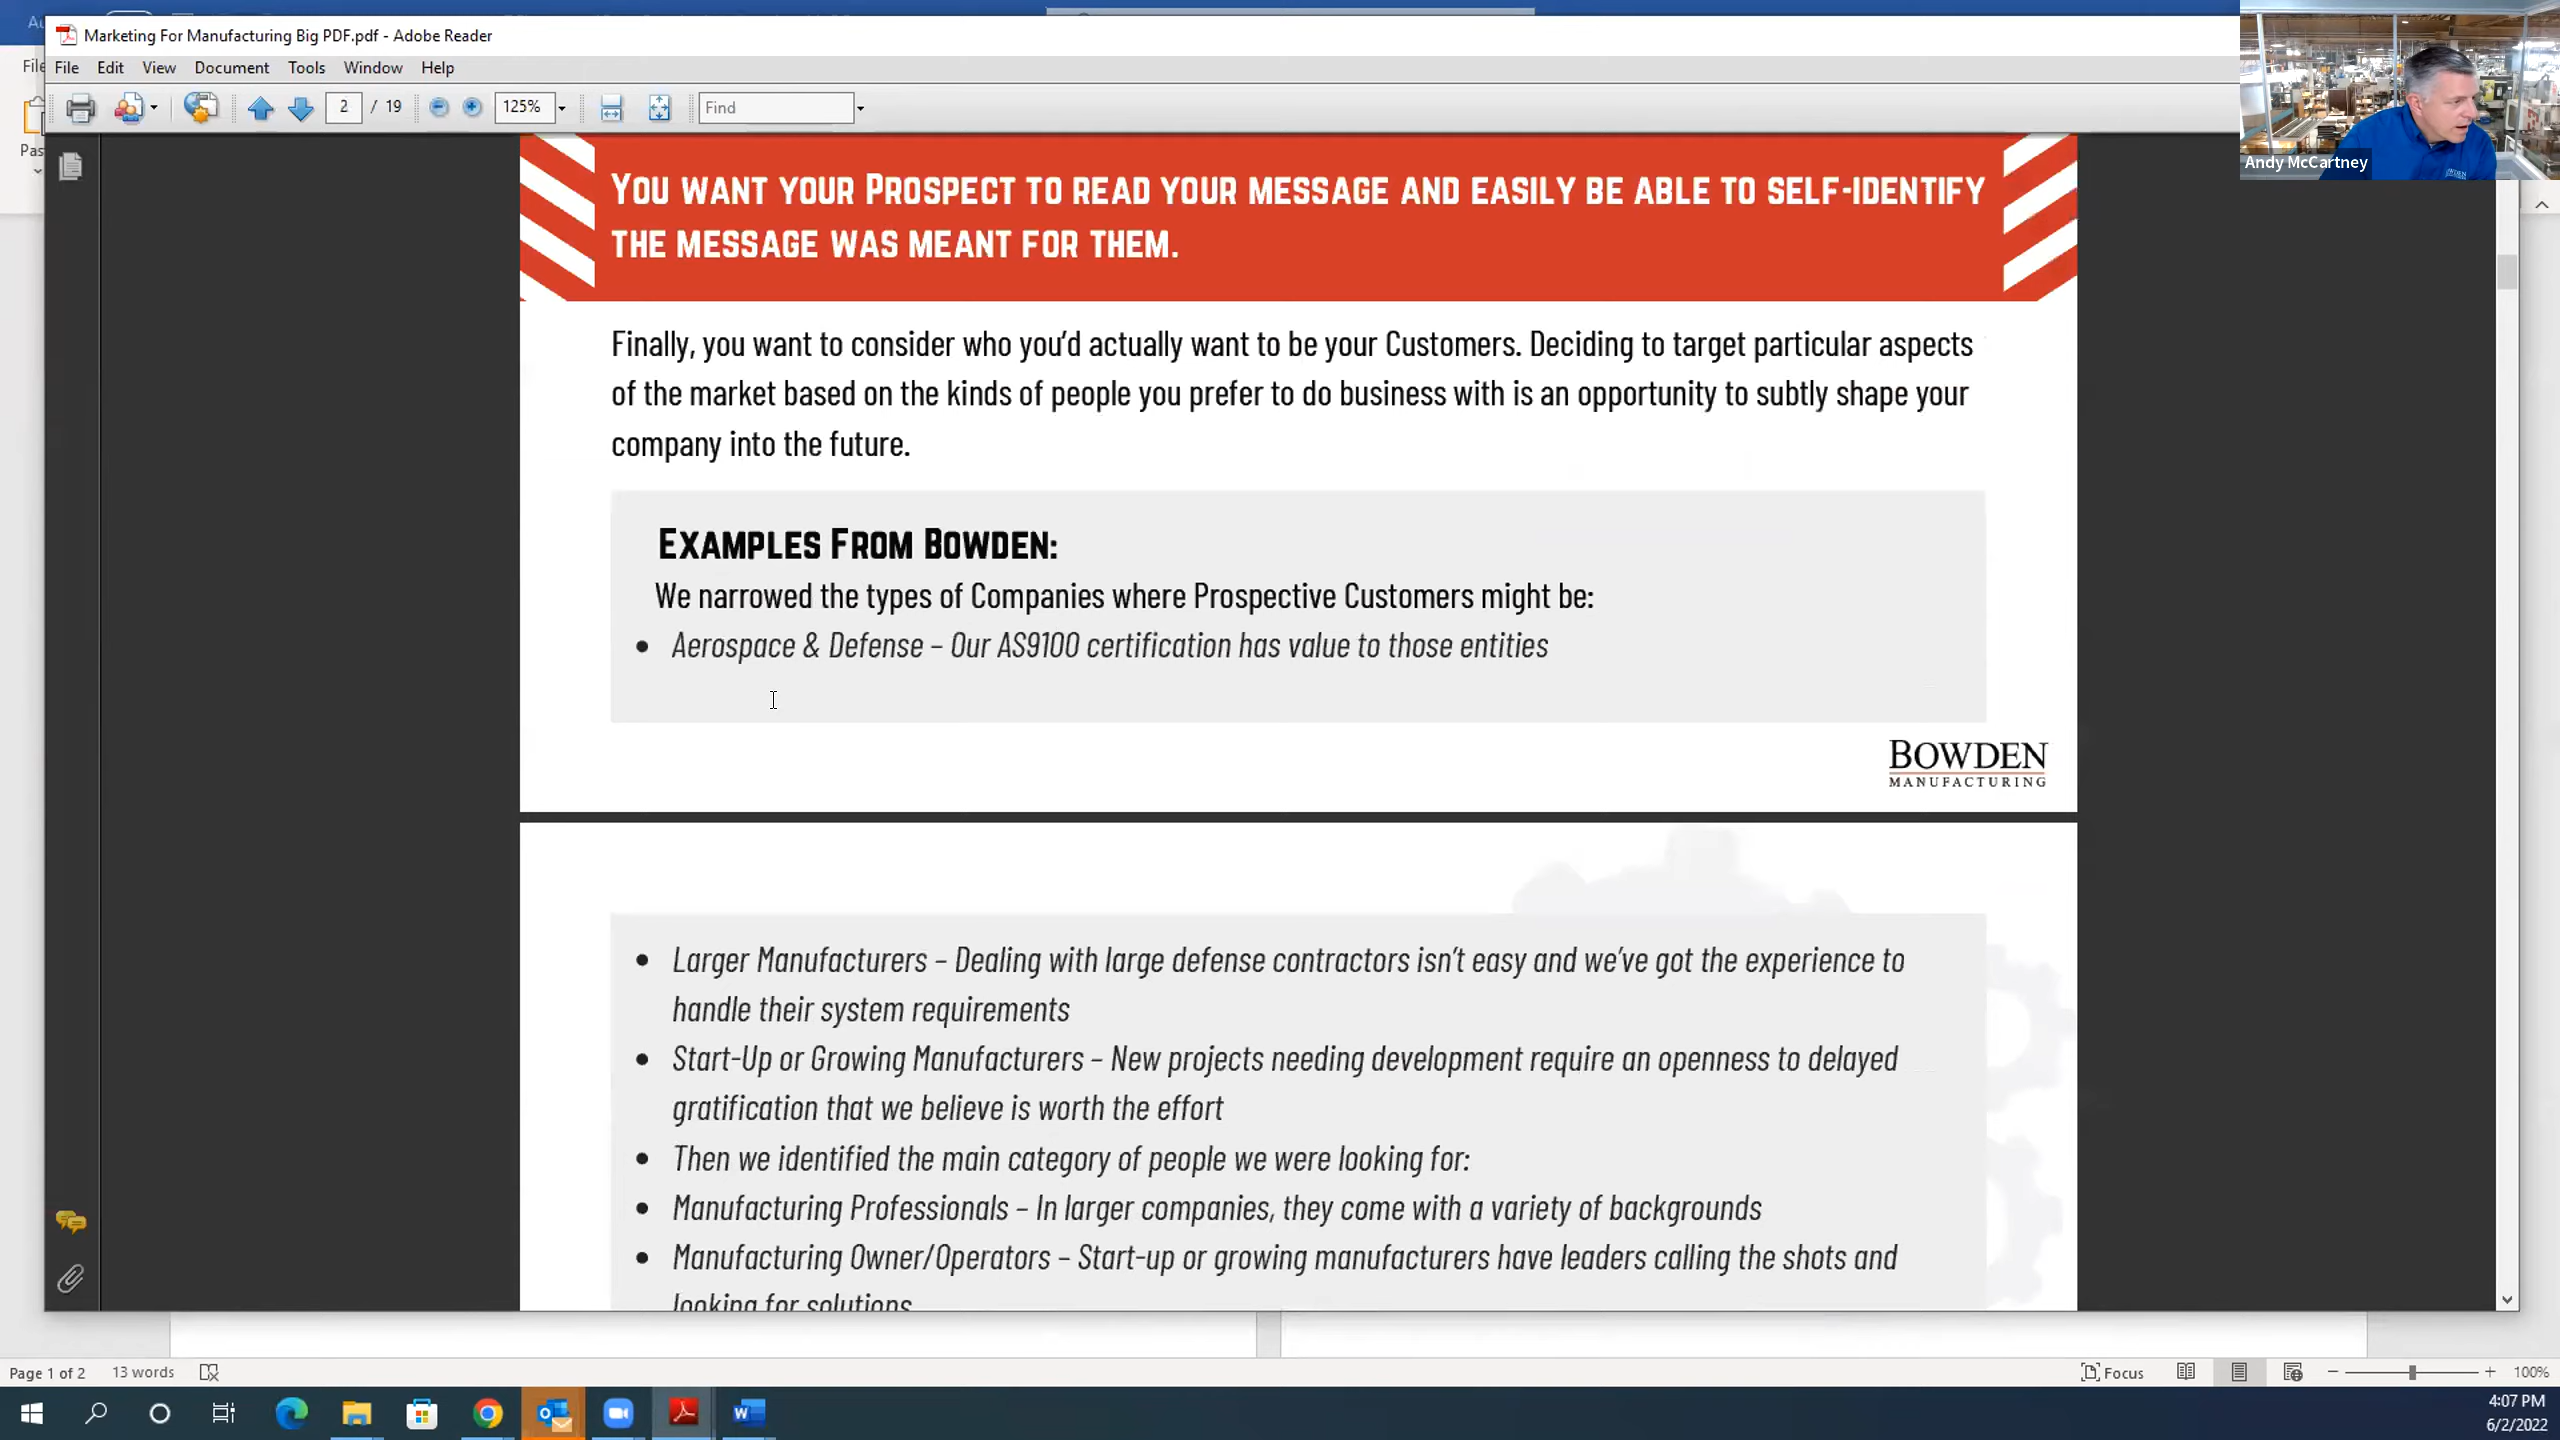 Marketing For Manufacturing Big PDF.pdf - Adobe Reader
File Edit View Document Tools Window Help
2 / 19 125% Find
File
Pas
Andy McCartney
YOU WANT YOUR PROSPECT TO READ YOUR MESSAGE AND EASILY BE ABLE TO SELF-IDENTIFY
THE MESSAGE WAS MEANT FOR THEM.
Finally, you want to consider who you'd actually want to be your Customers. Deciding to target particular aspects
of the market based on the kinds of people you prefer to do business with is an opportunity to subtly shape your
company into the future.
EXAMPLES FROM BOWDEN:
We narrowed the types of Companies where Prospective Customers might be:
• Aerospace & Defense – Our AS9100 certification has value to those entities
BOWDEN
MANUFACTURING
• Larger Manufacturers – Dealing with large defense contractors isn't easy and we've got the experience to
handle their system requirements
• Start-Up or Growing Manufacturers – New projects needing development require an openness to delayed
gratification that we believe is worth the effort
• Then we identified the main category of people we were looking for:
• Manufacturing Professionals – In larger companies, they come with a variety of backgrounds
• Manufacturing Owner/Operators – Start-up or growing manufacturers have leaders calling the shots and
looking for solutions
Page 1 of 2 13 words Focus 100%
4:07 PM
6/2/2022